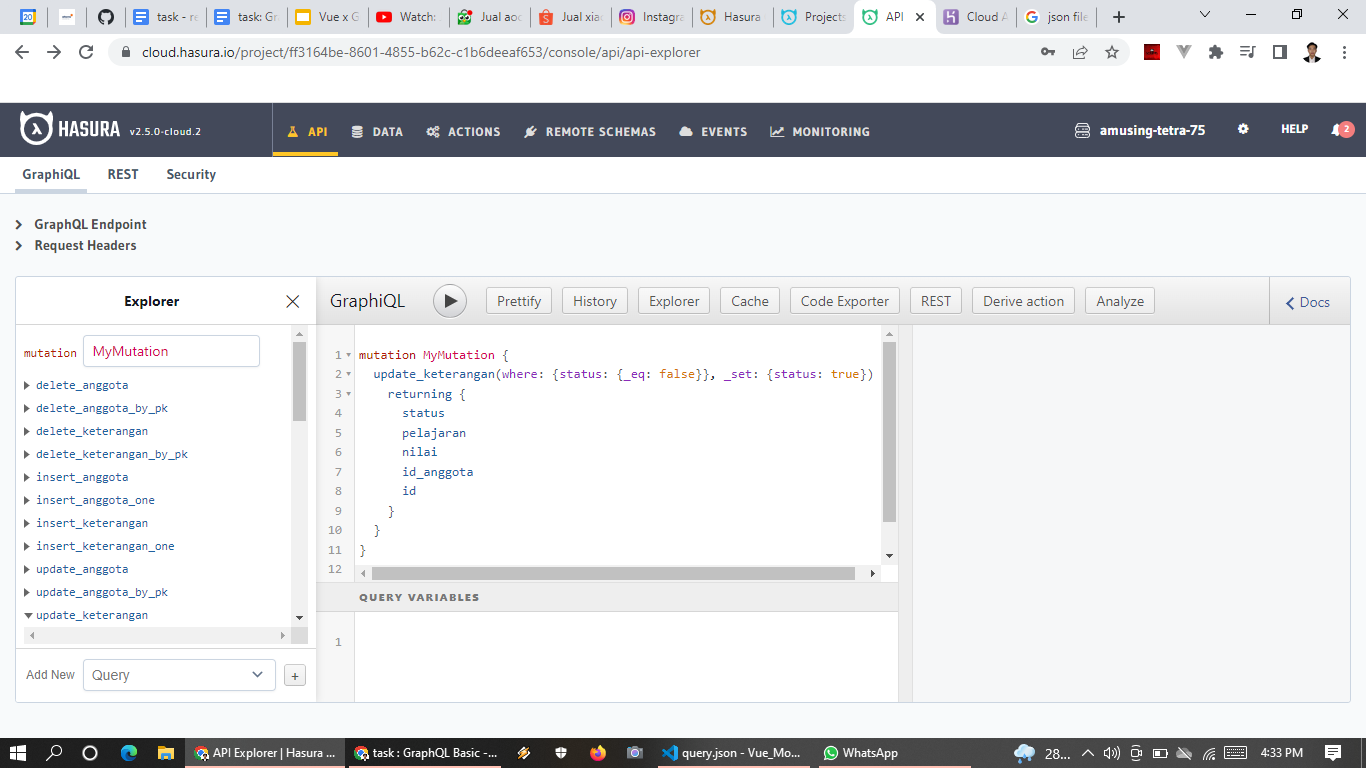 task - re
task: Gr
Vue x G
Watch:
Jual aoc
Jual xia
Instagra
Hasura
Projects
API
Cloud A
json file
cloud.hasura.io/project/ff3164be-8601-4855-b62c-c1b6deeaf653/console/api/api-explorer
HASURA v2.5.0-cloud.2
API
DATA
ACTIONS
REMOTE SCHEMAS
EVENTS
MONITORING
amusing-tetra-75
HELP
2
GraphiQL
REST
Security
GraphQL Endpoint
Request Headers
Explorer
GraphiQL
Prettify
History
Explorer
Cache
Code Exporter
REST
Derive action
Analyze
Docs
mutation MyMutation
delete_anggota
delete_anggota_by_pk
delete_keterangan
delete_keterangan_by_pk
insert_anggota
insert_anggota_one
insert_keterangan
insert_keterangan_one
update_anggota
update_anggota_by_pk
update_keterangan
Add New
Query
+
1 mutation MyMutation {
2 update_keterangan(where: {status: {_eq: false}}, _set: {status: true})
3 returning {
4 status
5 pelajaran
6 nilai
7 id_anggota
8 id
9 }
10 }
11 }
12
QUERY VARIABLES
1
API Explorer | Hasura ...
task : GraphQL Basic -...
query.json - Vue_Mo...
WhatsApp
28...
4:33 PM